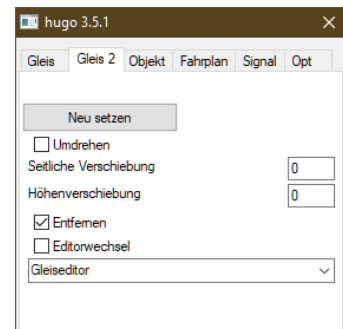 hugo 3.5.1
Gleis Gleis 2 Objekt Fahrplan Signal Opt
Neu setzen
Umdrehen
Seitliche Verschiebung 0
Höhenverschiebung 0
Entfernen
Editorwechsel
Gleiseditor